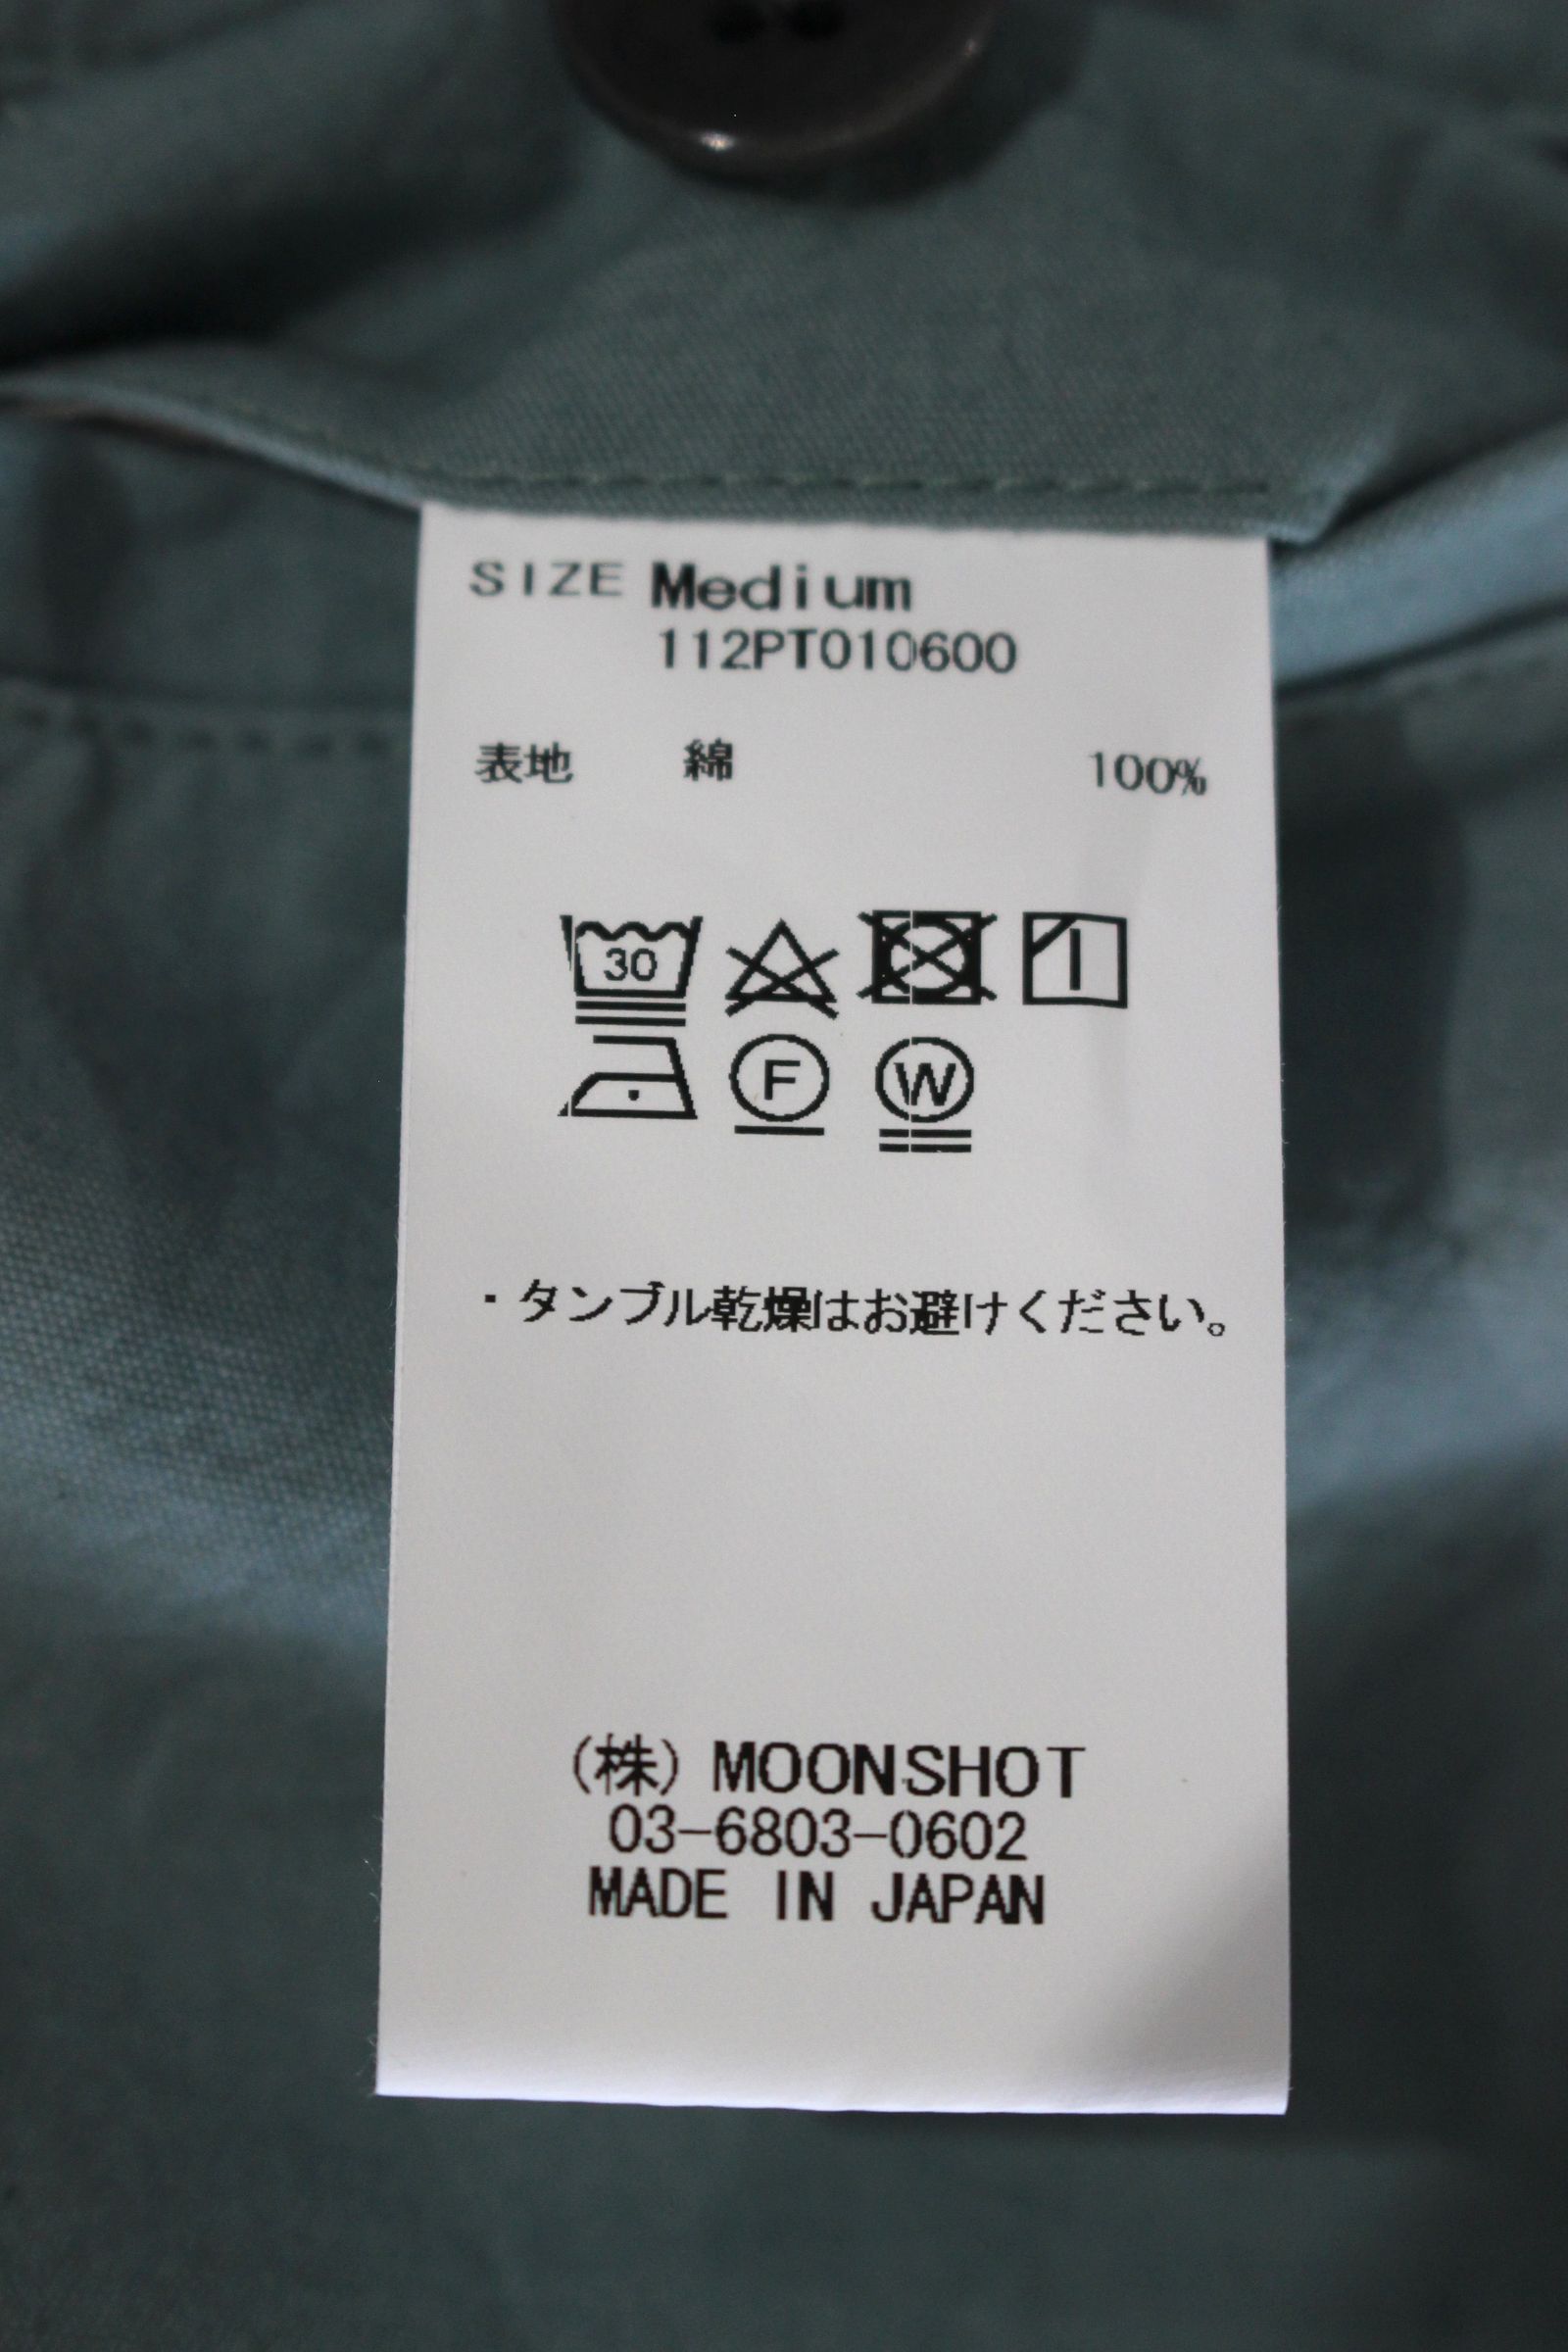 SIZE Medium
112PT010600
表地 綿 100%
30
F W
・タンブル乾燥はお避けください。
(株) MOONSHOT
03-6803-0602
MADE IN JAPAN